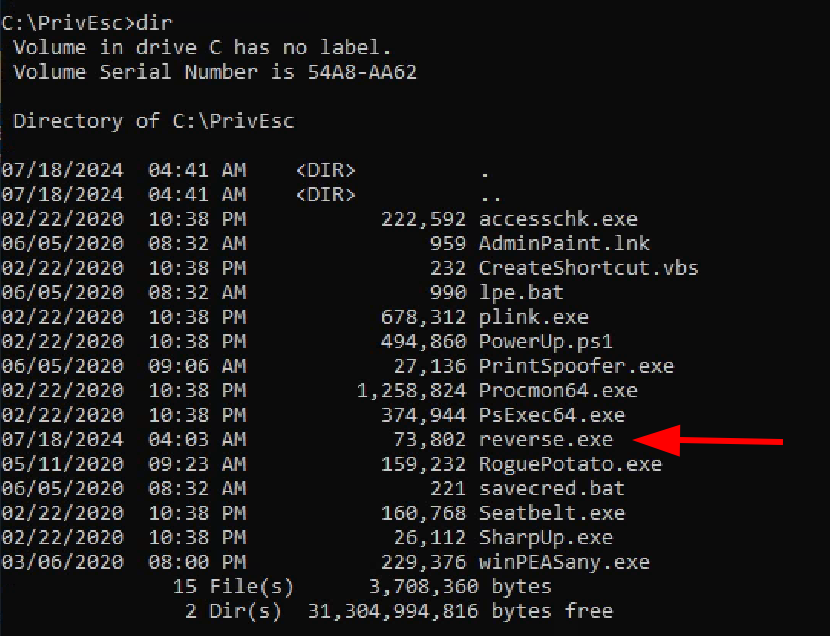 C:\PrivEsc>dir
 Volume in drive C has no label.
 Volume Serial Number is 54A8-AA62
 Directory of C:\PrivEsc
07/18/2024  04:41 AM    <DIR>          .
07/18/2024  04:41 AM    <DIR>          ..
02/22/2020  10:38 PM           222,592 accesschk.exe
06/05/2020  08:32 AM               959 AdminPaint.lnk
02/22/2020  10:38 PM               232 CreateShortcut.vbs
06/05/2020  08:32 AM               990 lpe.bat
02/22/2020  10:38 PM           678,312 plink.exe
02/22/2020  10:38 PM           494,860 PowerUp.ps1
06/05/2020  09:06 AM            27,136 PrintSpoofer.exe
02/22/2020  10:38 PM         1,258,824 Procmon64.exe
02/22/2020  10:38 PM           374,944 PsExec64.exe
07/18/2024  04:03 AM            73,802 reverse.exe
05/11/2020  09:23 AM           159,232 RoguePotato.exe
06/05/2020  08:32 AM               221 savecred.bat
02/22/2020  10:38 PM           160,768 Seatbelt.exe
02/22/2020  10:38 PM            26,112 SharpUp.exe
03/06/2020  08:00 PM           229,376 winPEASany.exe
              15 File(s)      3,708,360 bytes
               2 Dir(s)  31,304,994,816 bytes free